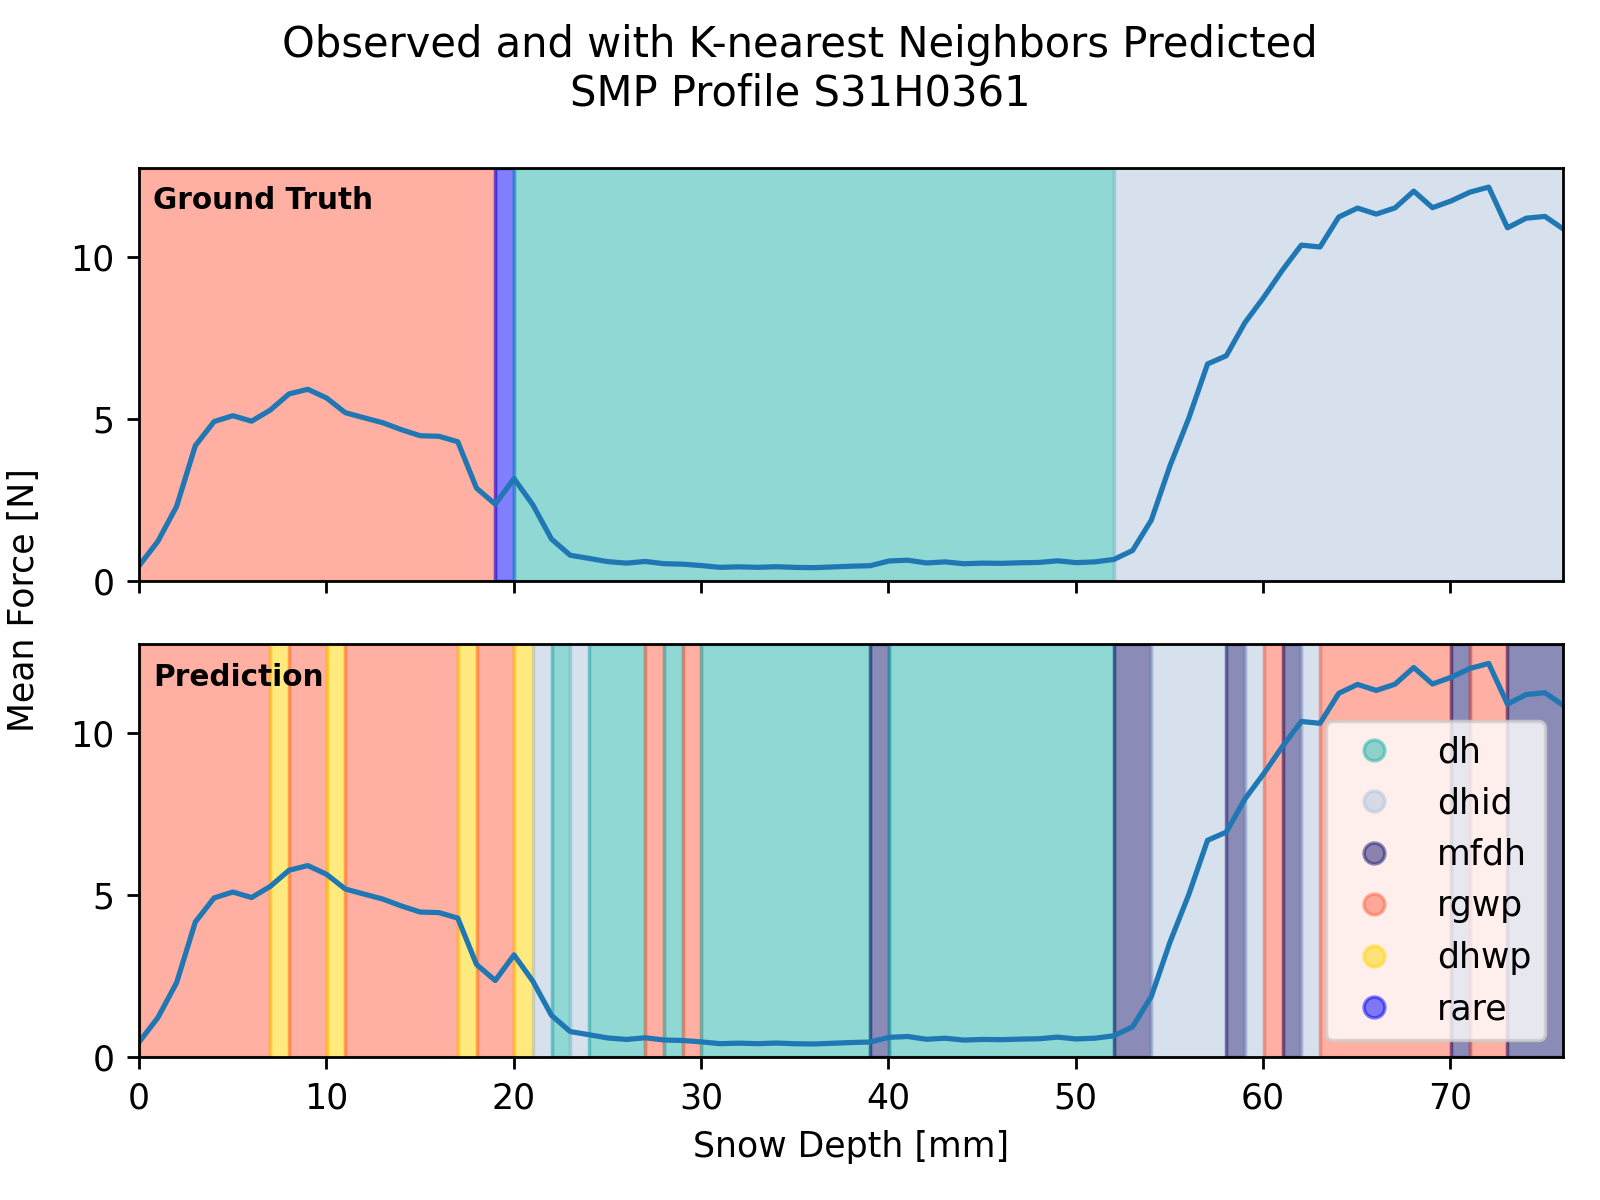 Observed and with K-nearest Neighbors Predicted
SMP Profile S31H0361
Ground Truth
10
5
0
Mean Force [N]
Prediction
10
5
0
dh
dhid
mfdh
rgwp
dhwp
rare
0 10 20 30 40 50 60 70
Snow Depth [mm]